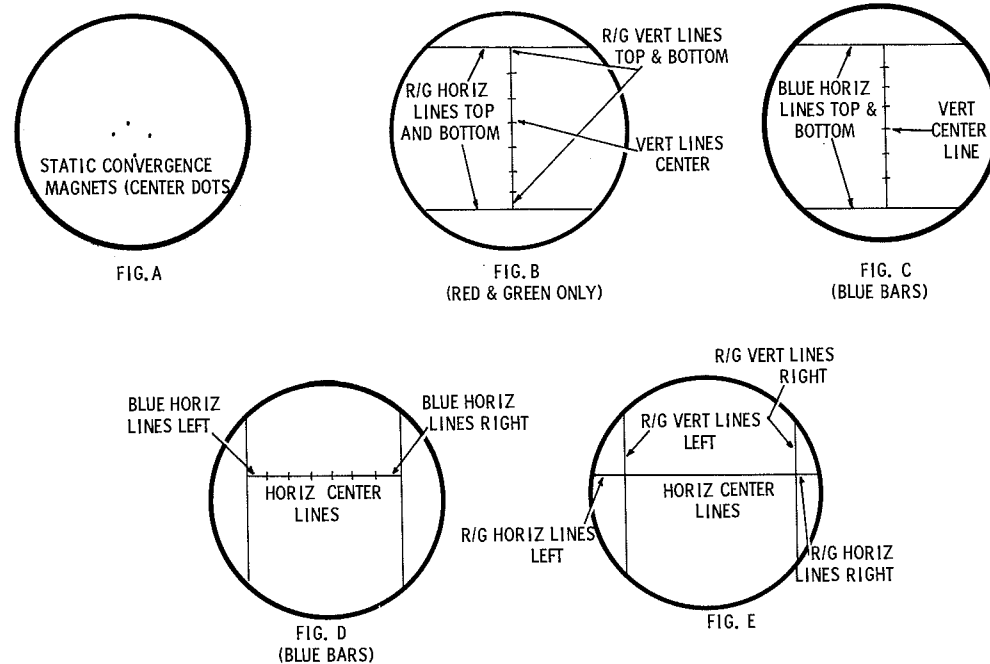 STATIC CONVERGENCE
MAGNETS (CENTER DOTS
FIG. A
R/G VERT LINES
TOP & BOTTOM
R/G HORIZ
LINES TOP
AND BOTTOM
VERT LINES
CENTER
FIG. B
(RED & GREEN ONLY)
BLUE HORIZ
LINES TOP &
BOTTOM
VERT
CENTER
LINE
FIG. C
(BLUE BARS)
BLUE HORIZ
LINES LEFT
BLUE HORIZ
LINES RIGHT
HORIZ CENTER
LINES
FIG. D
(BLUE BARS)
R/G VERT LINES
RIGHT
R/G VERT LINES
LEFT
HORIZ CENTER
LINES
R/G HORIZ LINES
LEFT
R/G HORIZ
LINES RIGHT
FIG. E